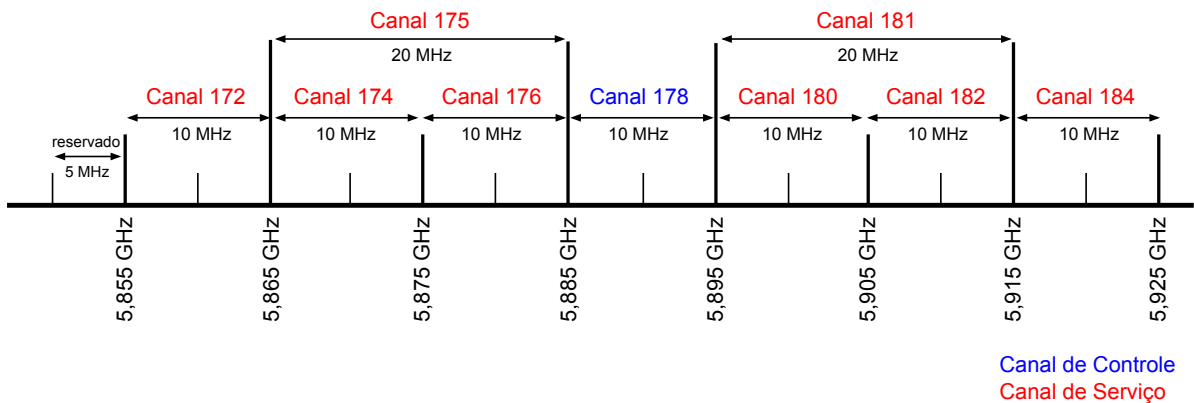 Canal 175
Canal 181
20 MHz
20 MHz
Canal 172
Canal 174
Canal 176
Canal 178
Canal 180
Canal 182
Canal 184
reservado
10 MHz
10 MHz
10 MHz
10 MHz
10 MHz
10 MHz
10 MHz
5 MHz
5,855 GHz
5,865 GHz
5,875 GHz
5,885 GHz
5,895 GHz
5,905 GHz
5,915 GHz
5,925 GHz
Canal de Controle
Canal de Serviço